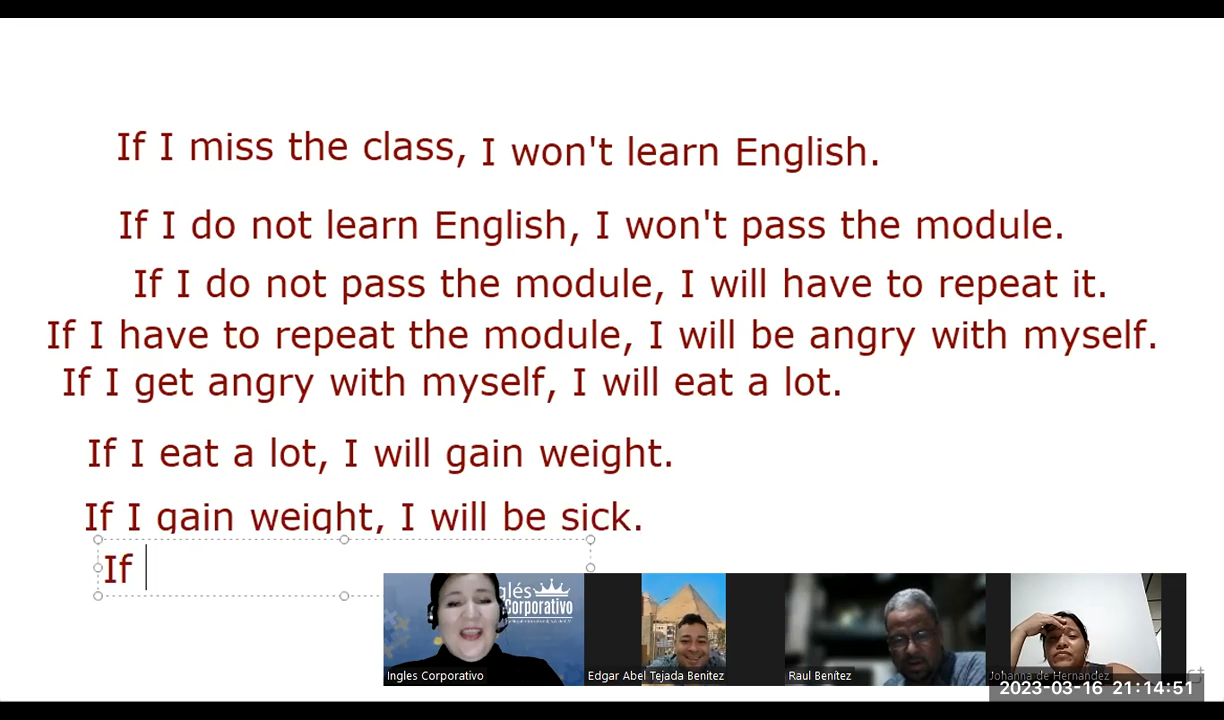 If I miss the class, I won't learn English.
If I do not learn English, I won't pass the module.
If I do not pass the module, I will have to repeat it.
If I have to repeat the module, I will be angry with myself.
If I get angry with myself, I will eat a lot.
If I eat a lot, I will gain weight.
If I gain weight, I will be sick.
If
glés
Corporativo
Ingles Corporativo
Edgar Abel Tejada Benitez
Raul Benítez
Johanna de Hernandez
2023-03-16 21:14:51